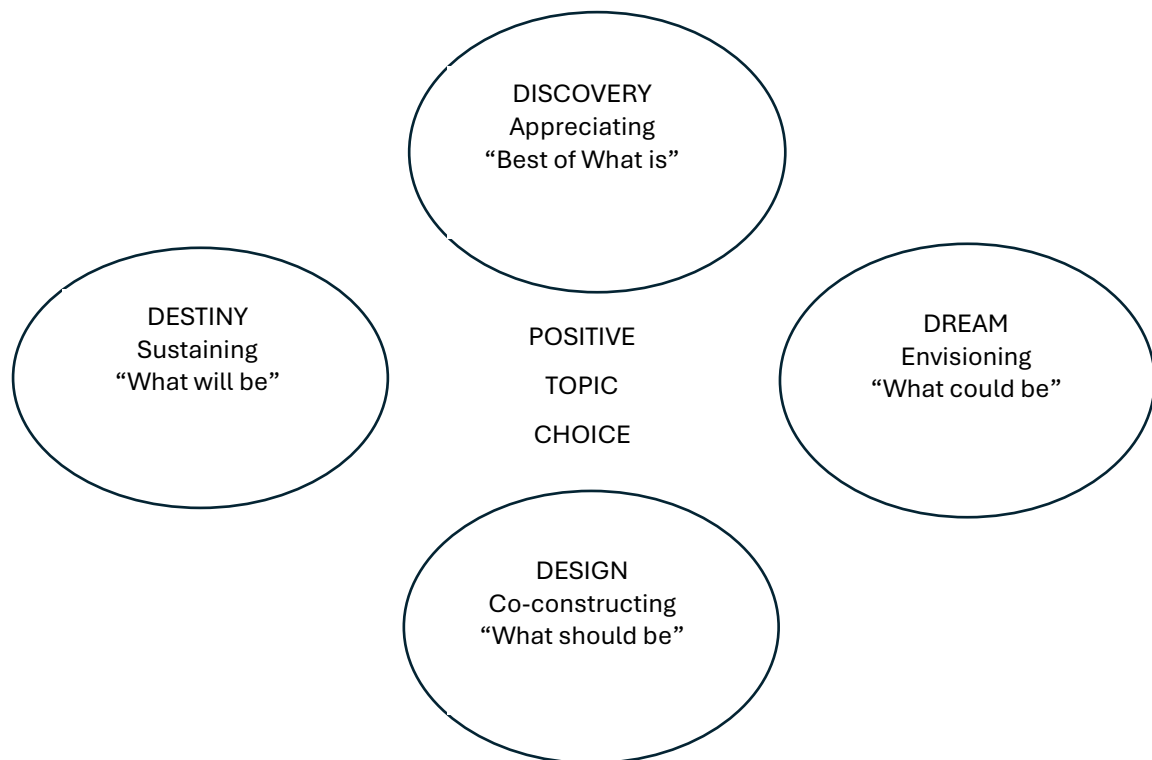 DISCOVERY
Appreciating
“Best of What is”
DESTINY
Sustaining
“What will be”
POSITIVE
TOPIC
CHOICE
DREAM
Envisioning
“What could be”
DESIGN
Co-constructing
“What should be”